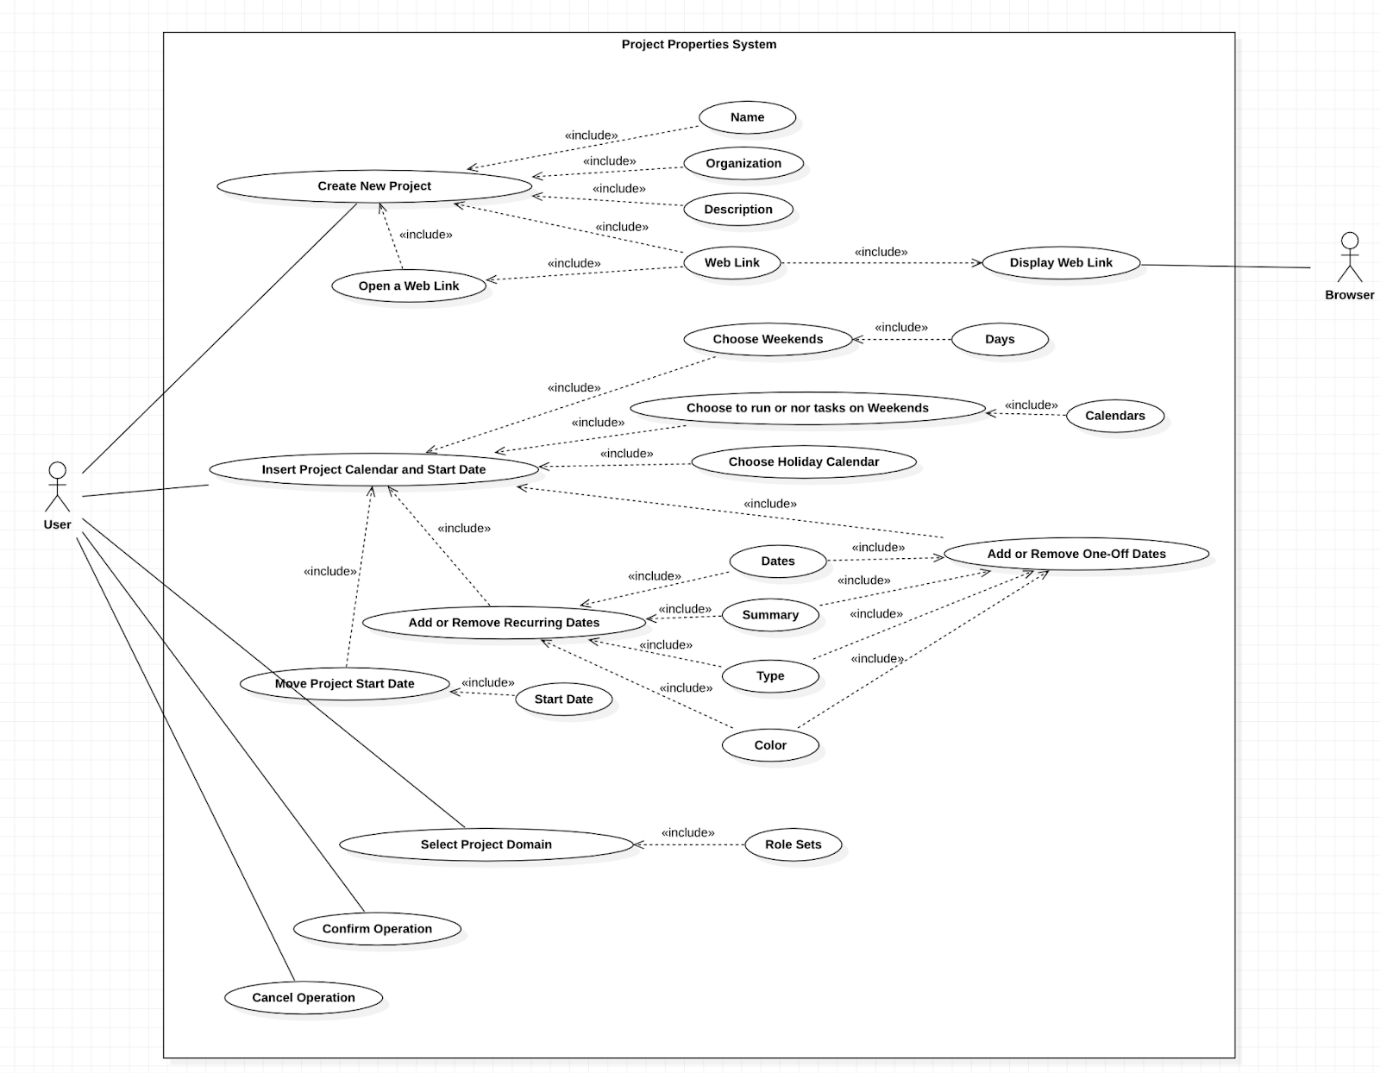 Project Properties System
Name
«include»
Organization
«include»
Create New Project
«include»
Description
«include»
«include»
Web Link
«include»
Display Web Link
«include»
Open a Web Link
Browser
Choose Weekends
«include»
Days
«include»
Choose to run or nor tasks on Weekends
«include»
Calendars
«include»
Insert Project Calendar and Start Date
«include»
Choose Holiday Calendar
User
«include»
«include»
Dates
«include»
Add or Remove One-Off Dates
«include»
«include»
«include»
Add or Remove Recurring Dates
«include»
Summary
«include»
«include»
«include»
Type
Move Project Start Date
«include»
Start Date
«include»
Color
Select Project Domain
«include»
Role Sets
Confirm Operation
Cancel Operation